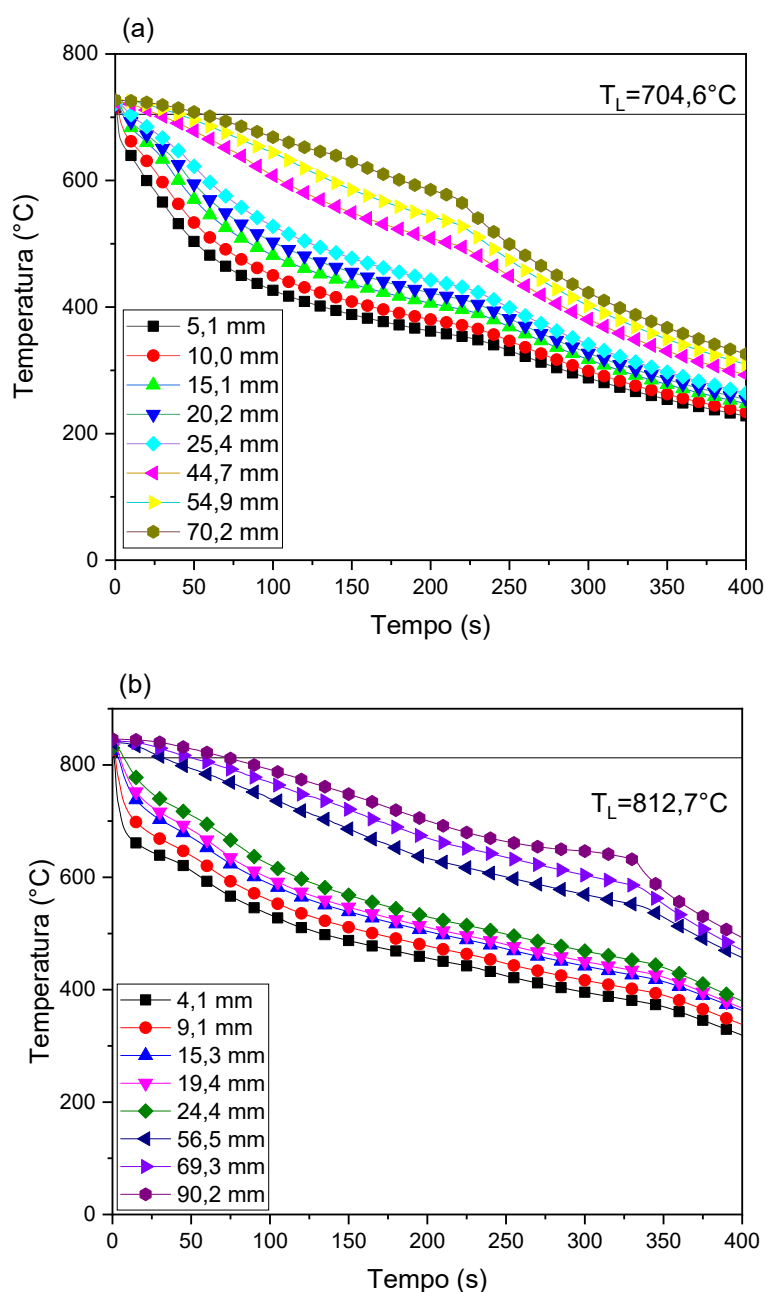 (a)
800
600
400
200
0
Temperatura (°C)
T_L=704,6°C
5,1 mm
10,0 mm
15,1 mm
20,2 mm
25,4 mm
44,7 mm
54,9 mm
70,2 mm
0 50 100 150 200 250 300 350 400
Tempo (s)
(b)
800
600
400
200
0
Temperatura (°C)
T_L=812,7°C
4,1 mm
9,1 mm
15,3 mm
19,4 mm
24,4 mm
56,5 mm
69,3 mm
90,2 mm
0 50 100 150 200 250 300 350 400
Tempo (s)